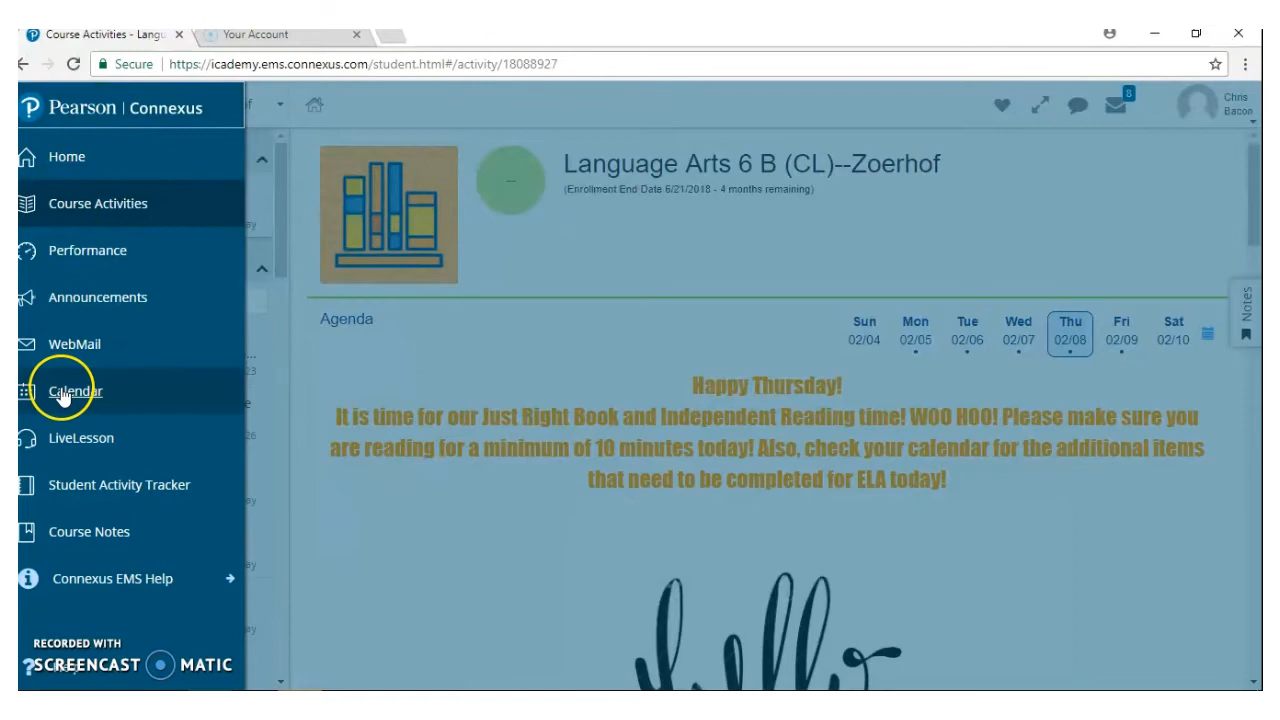 Course Activities - Langu
Your Account
Secure | https://icademy.ems.connexus.com/student.html#/activity/18088927
Pearson | Connexus
8
Chris
Bacon
Home
Course Activities
Performance
Announcements
WebMail
Calendar
LiveLesson
Student Activity Tracker
Course Notes
Connexus EMS Help
RECORDED WITH
SCREENCAST MATIC
Language Arts 6 B (CL)--Zoerhof
(Enrollment End Date 6/21/2018 - 4 months remaining)
Notes
Agenda
Sun Mon Tue Wed Thu Fri Sat
02/04 02/05 02/06 02/07 02/08 02/09 02/10
Happy Thursday!
It is time for our Just Right Book and Independent Reading time! WOO HOO! Please make sure you
are reading for a minimum of 10 minutes today! Also, check your calendar for the additional items
that need to be completed for ELA today!
hello